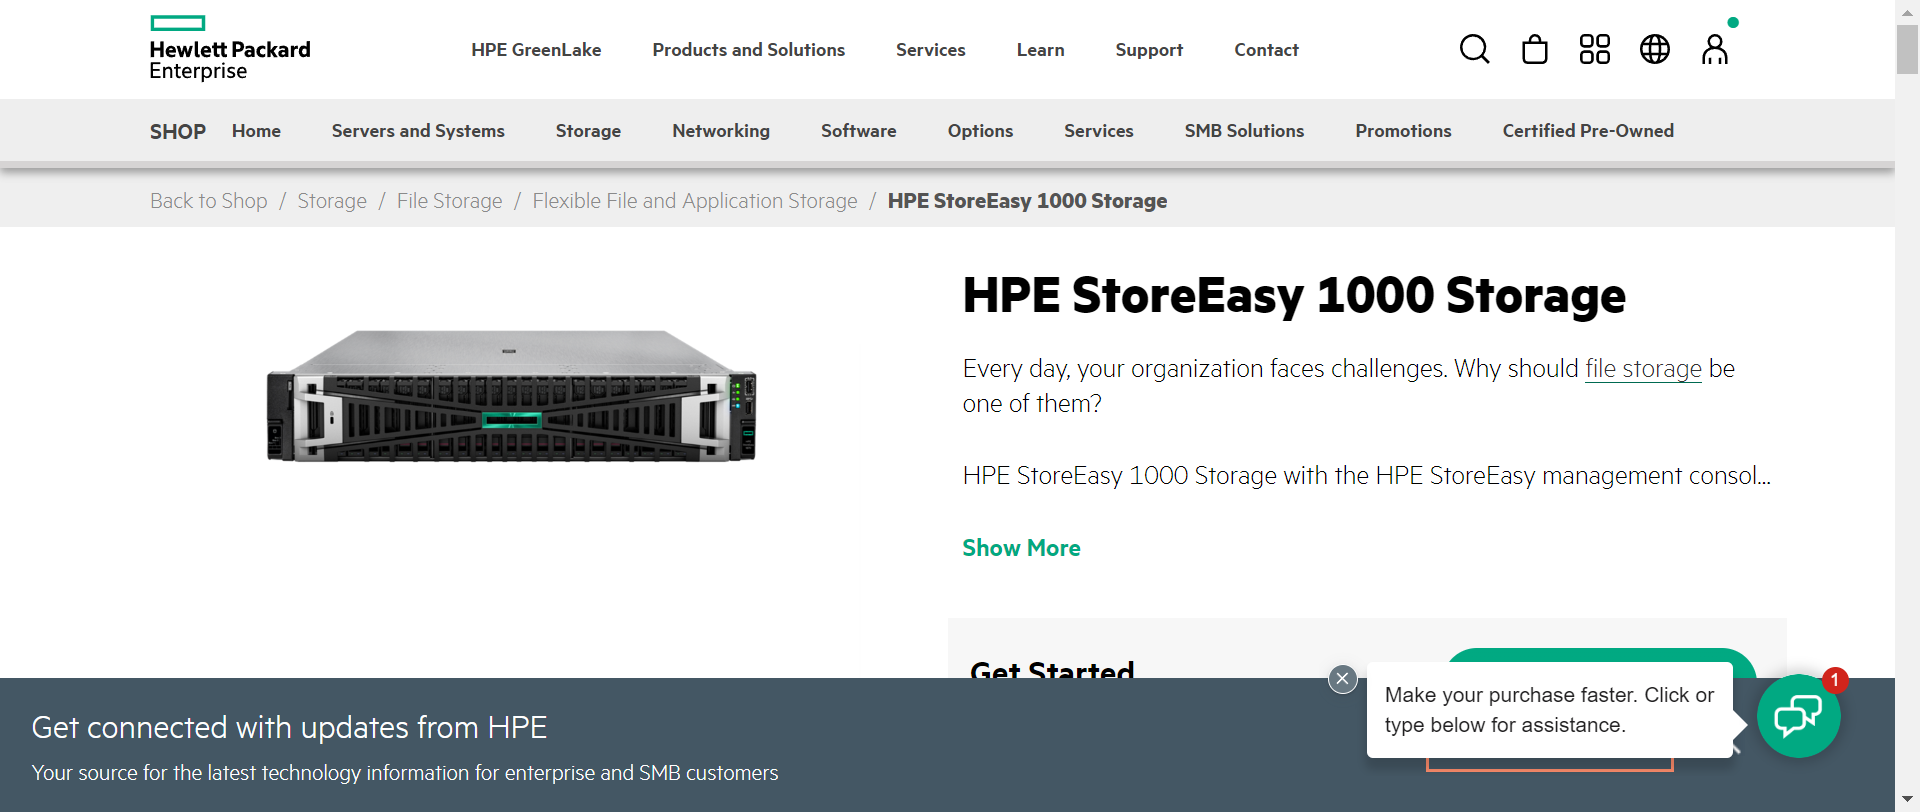 Hewlett Packard
Enterprise
HPE GreenLake Products and Solutions Services Learn Support Contact
SHOP Home Servers and Systems Storage Networking Software Options Services SMB Solutions Promotions Certified Pre-Owned
Back to Shop / Storage / File Storage / Flexible File and Application Storage / HPE StoreEasy 1000 Storage
HPE StoreEasy 1000 Storage
Every day, your organization faces challenges. Why should file storage be
one of them?
HPE StoreEasy 1000 Storage with the HPE StoreEasy management consol...
Show More
Get Started
1
Make your purchase faster. Click or
type below for assistance.
Get connected with updates from HPE
Your source for the latest technology information for enterprise and SMB customers